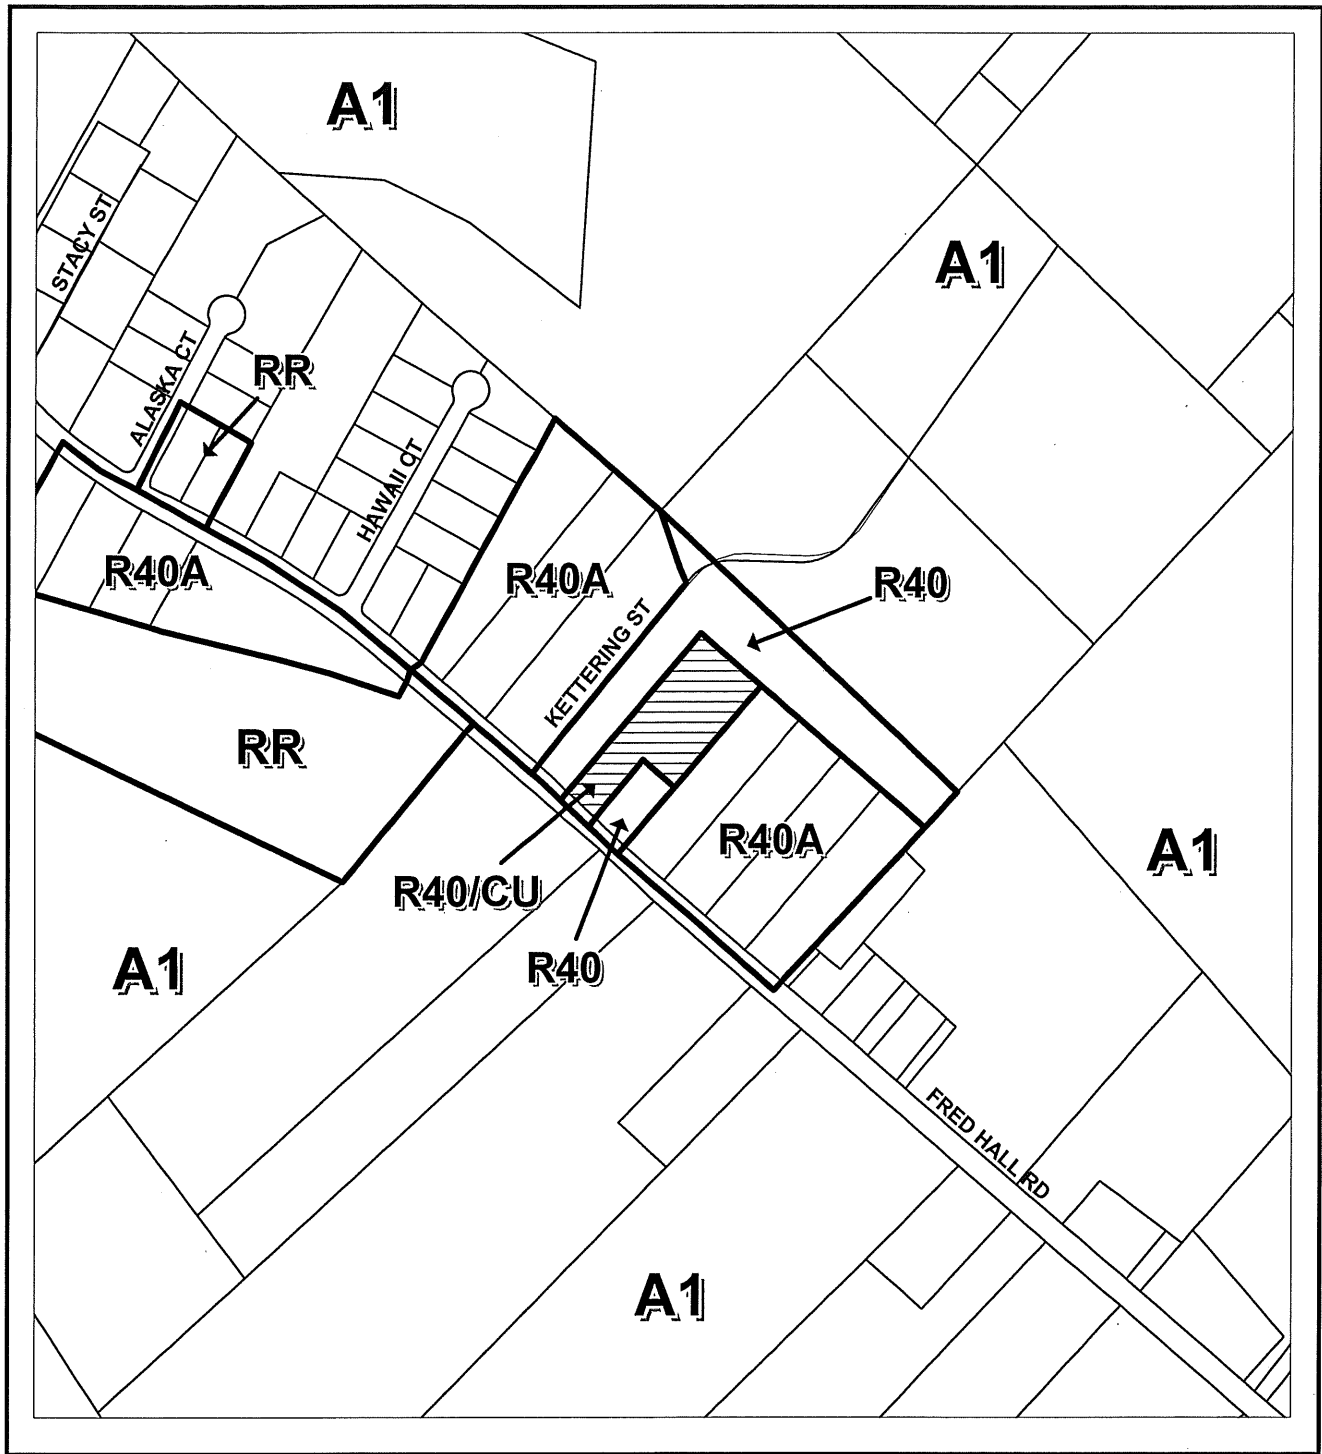 A1
A1
STACY ST
ALASKA CT
RR
HAWAII CT
R40A
R40A
R40
KETTERING ST
RR
R40A
A1
R40/CU
R40
A1
FRED HALL RD
A1